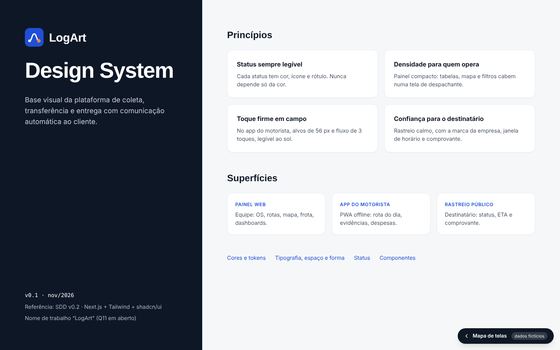 LogArt
Design System
Base visual da plataforma de coleta,
transferência e entrega com comunicação
automática ao cliente.
v0.1 · nov/2026
Referência: SDD v0.2 · Next.js + Tailwind + shadcn/ui
Nome de trabalho "LogArt" (Q11 em aberto)
Princípios
Status sempre legível
Cada status tem cor, ícone e rótulo. Nunca
depende só da cor.
Densidade para quem opera
Painel compacto: tabelas, mapa e filtros cabem
numa tela de despachante.
Toque firme em campo
No app do motorista, alvos de 56 px e fluxo de 3
toques, legível ao sol.
Confiança para o destinatário
Rastreio calmo, com a marca da empresa, janela
de horário e comprovante.
Superfícies
PAINEL WEB
Equipe: OS, rotas, mapa, frota,
dashboards.
APP DO MOTORISTA
PWA offline: rota do dia,
evidências, despesas.
RASTREIO PÚBLICO
Destinatário: status, ETA e
comprovante.
Cores e tokens
Tipografia, espaço e forma
Status
Componentes
Mapa de telas
dados fictícios